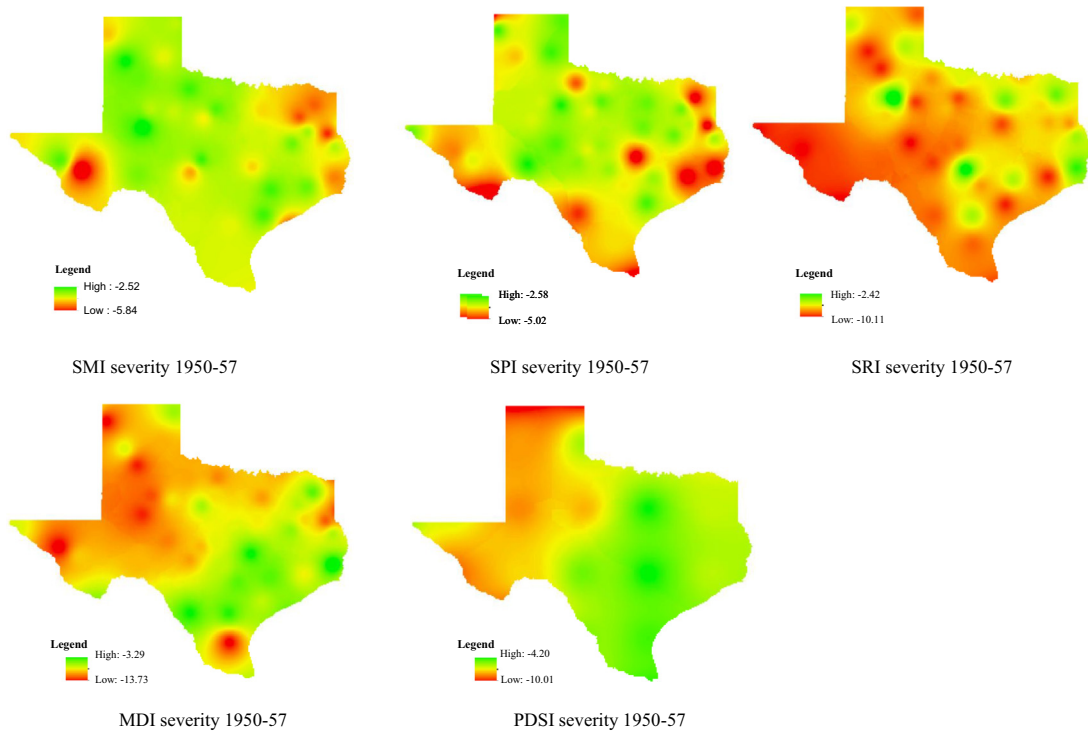 Legend
High : -2.52
Low : -5.84
SMI severity 1950-57
Legend
High: -2.58
Low: -5.02
SPI severity 1950-57
Legend
High: -2.42
Low: -10.11
SRI severity 1950-57
Legend
High: -3.29
Low: -13.73
MDI severity 1950-57
Legend
High: -4.20
Low: -10.01
PDSI severity 1950-57